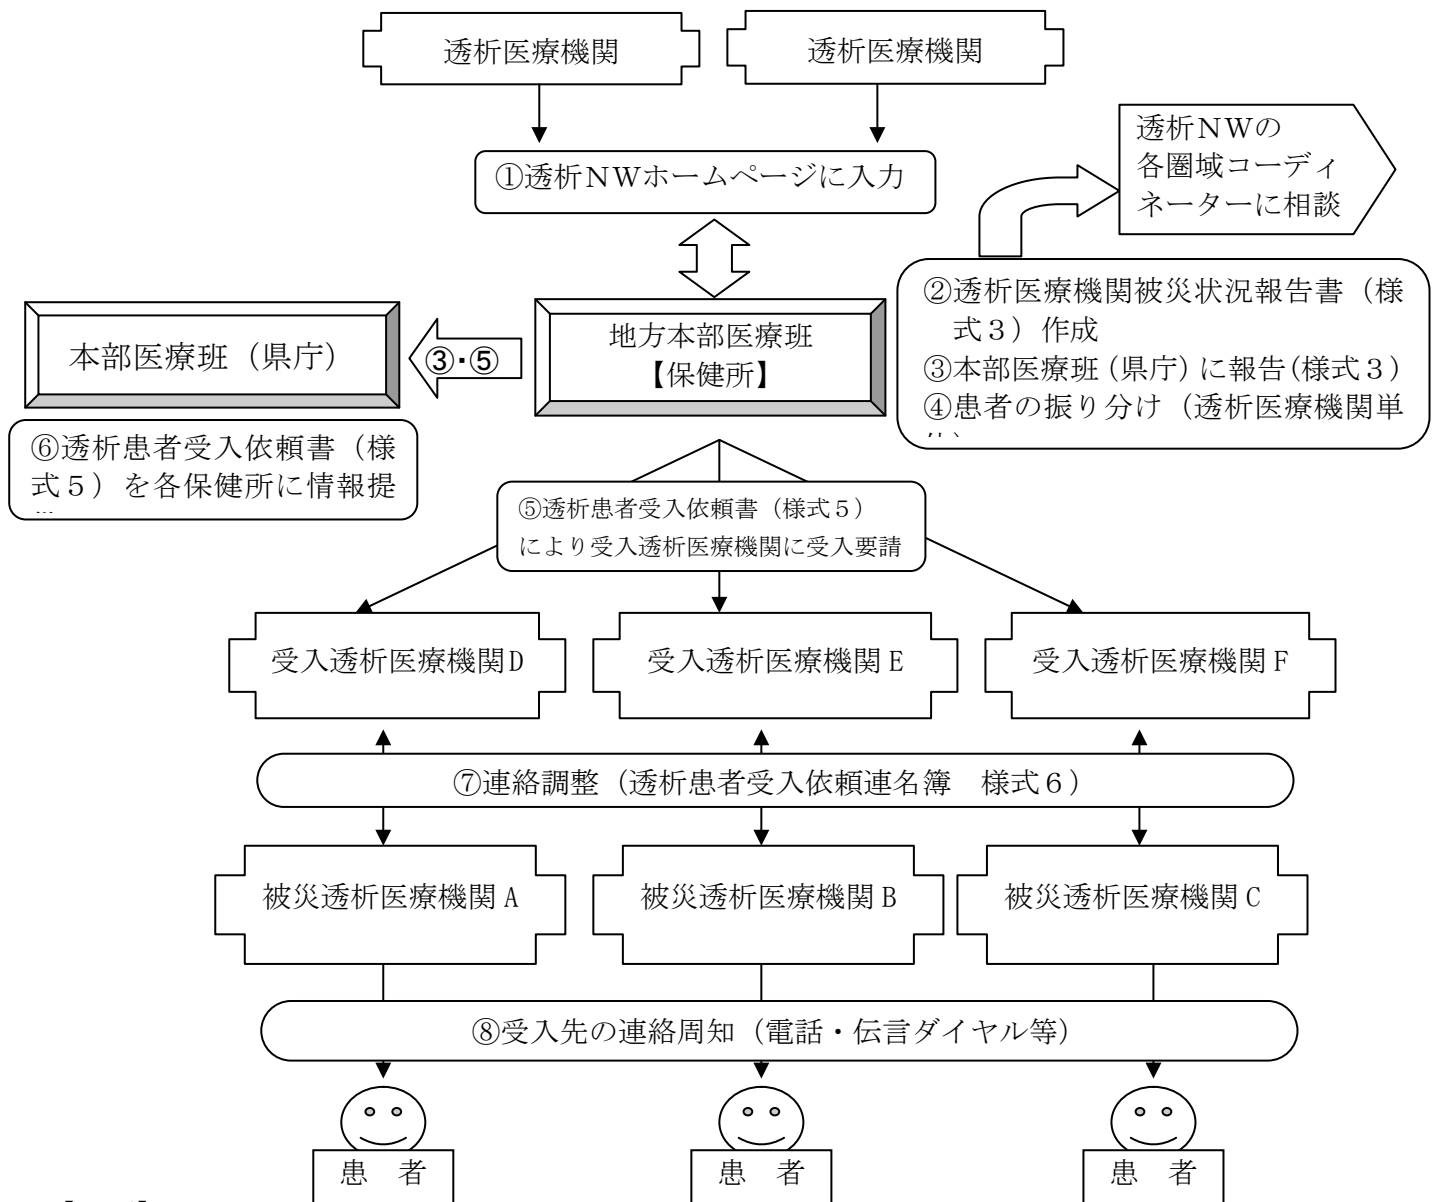 透析医療機関
透析医療機関
①透析NWホームページに入力
透析NWの
各圏域コーディ
ネーターに相談
②透析医療機関被災状況報告書（様
式３）作成
③本部医療班（県庁）に報告（様式３）
④患者の振り分け（透析医療機関単
地方本部医療班
【保健所】
③・⑤
本部医療班（県庁）
⑥透析患者受入依頼書（様
式５）を各保健所に情報提
⑤透析患者受入依頼書（様式５）
により受入透析医療機関に受入要請
受入透析医療機関D
受入透析医療機関 E
受入透析医療機関 F
⑦連絡調整（透析患者受入依頼連名簿　様式６）
被災透析医療機関 A
被災透析医療機関 B
被災透析医療機関 C
⑧受入先の連絡周知（電話・伝言ダイヤル等）
患　者
患　者
患　者